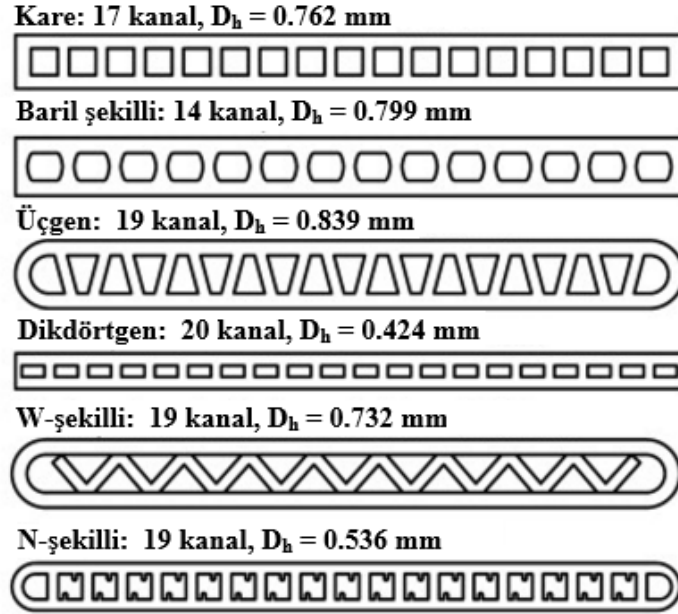 Kare: 17 kanal, Dh = 0.762 mm
Baril şekilli: 14 kanal, Dh = 0.799 mm
Üçgen: 19 kanal, Dh = 0.839 mm
Dikdörtgen: 20 kanal, Dh = 0.424 mm
W-şekilli: 19 kanal, Dh = 0.732 mm
N-şekilli: 19 kanal, Dh = 0.536 mm